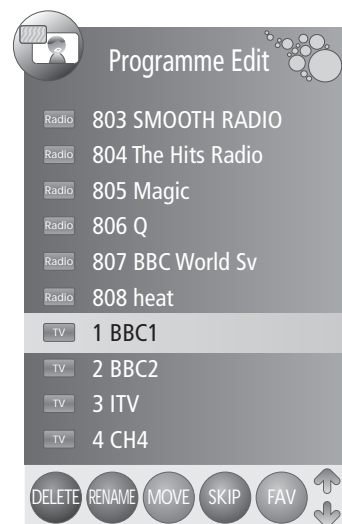 Programme Edit
Radio 803 SMOOTH RADIO
Radio 804 The Hits Radio
Radio 805 Magic
Radio 806 Q
Radio 807 BBC World Sv
Radio 808 heat
TV 1 BBC1
TV 2 BBC2
TV 3 ITV
TV 4 CH4
DELETE RENAME MOVE SKIP FAV